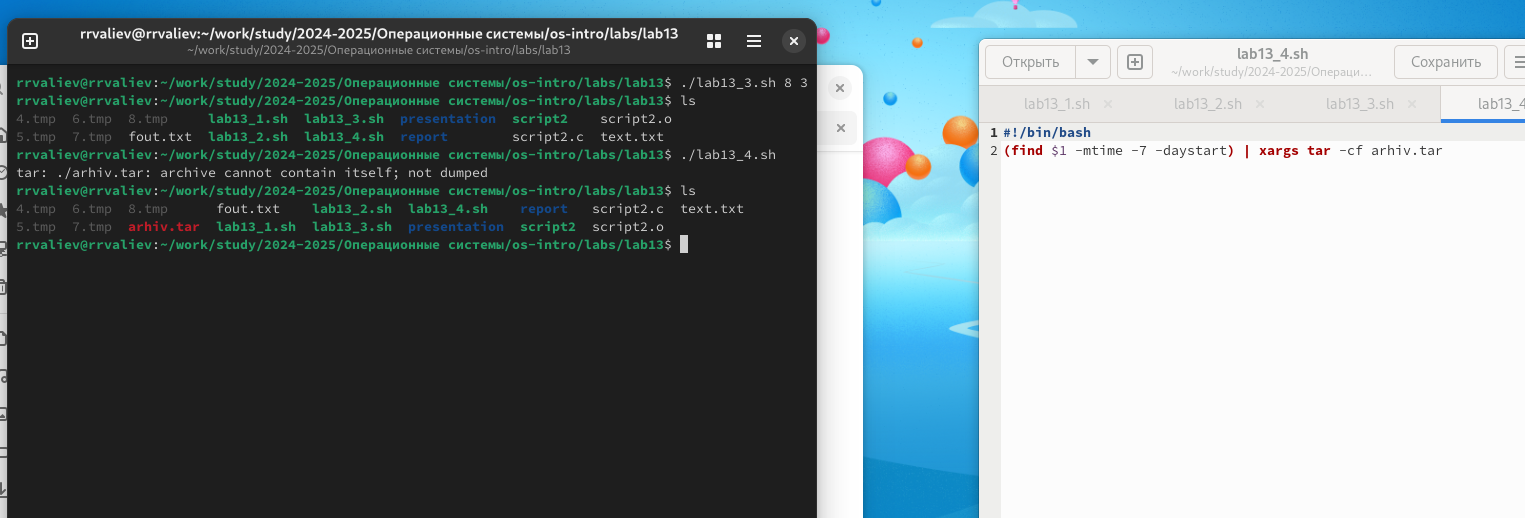 rrvaliev@rrvaliev:~/work/study/2024-2025/Операционные системы/os-intro/labs/lab13
~/work/study/2024-2025/Операционные системы/os-intro/labs/lab13
rrvaliev@rrvaliev:~/work/study/2024-2025/Операционные системы/os-intro/labs/lab13$ ./lab13_3.sh 8 3
rrvaliev@rrvaliev:~/work/study/2024-2025/Операционные системы/os-intro/labs/lab13$ ls
4.tmp  6.tmp  8.tmp     lab13_1.sh  lab13_3.sh  presentation  script2    script2.o
5.tmp  7.tmp  fout.txt  lab13_2.sh  lab13_4.sh  report        script2.c  text.txt
rrvaliev@rrvaliev:~/work/study/2024-2025/Операционные системы/os-intro/labs/lab13$ ./lab13_4.sh
tar: ./arhiv.tar: archive cannot contain itself; not dumped
rrvaliev@rrvaliev:~/work/study/2024-2025/Операционные системы/os-intro/labs/lab13$ ls
4.tmp  6.tmp  8.tmp      fout.txt    lab13_2.sh  lab13_4.sh    report   script2.c  text.txt
5.tmp  7.tmp  arhiv.tar  lab13_1.sh  lab13_3.sh  presentation  script2  script2.o
rrvaliev@rrvaliev:~/work/study/2024-2025/Операционные системы/os-intro/labs/lab13$
Открыть
lab13_4.sh
~/work/study/2024-2025/Операци…
Сохранить
lab13_1.sh
lab13_2.sh
lab13_3.sh
lab13_4
1 #!/bin/bash
2 (find $1 -mtime -7 -daystart) | xargs tar -cf arhiv.tar